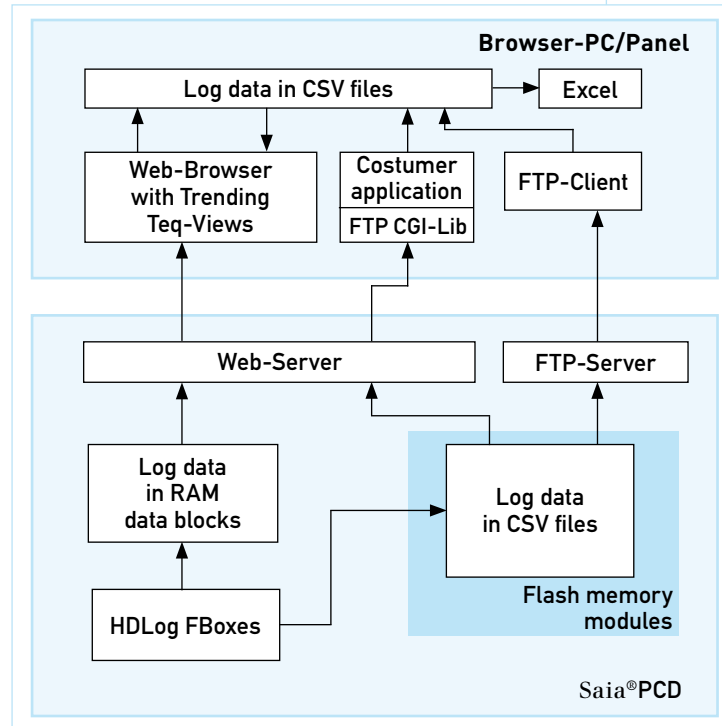 Browser-PC/Panel
Log data in CSV files
Excel
Web-Browser
with Trending
Teq-Views
Costumer
application
FTP CGI-Lib
FTP-Client
Web-Server
FTP-Server
Log data
in RAM
data blocks
Log data
in CSV files
HDLog FBoxes
Flash memory
modules
Saia®PCD